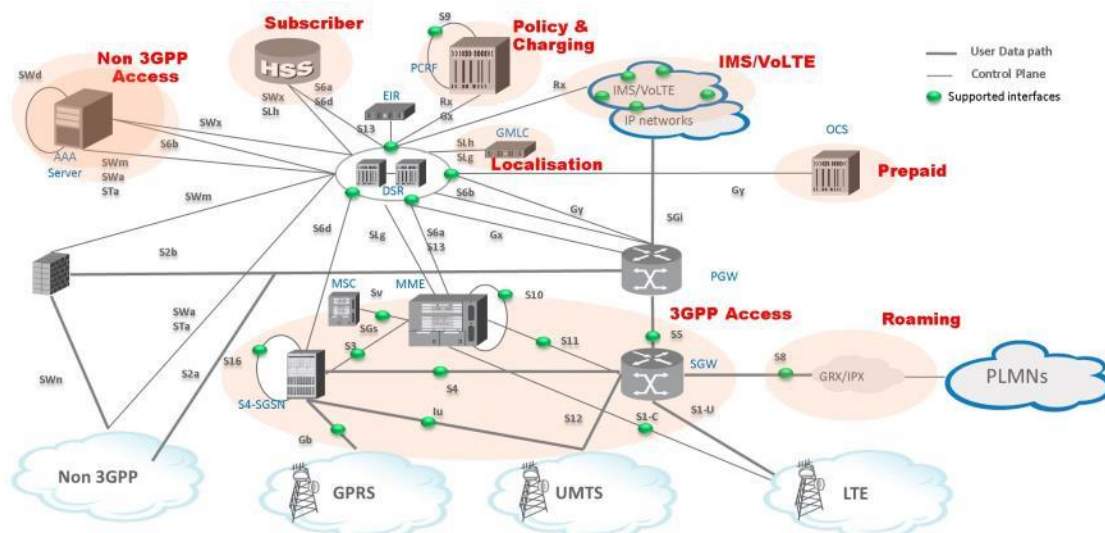 S9
Subscriber
Policy &
Charging
Non 3GPP
Access
HSS
PCRF
IMS/VoLTE
User Data path
Control Plane
Supported interfaces
SWd
SWx
SLh
S6a
S6d
EIR
Rx
Gx
Rx
IMS/VoLTE
IP networks
OCS
SWx
S13
SLh
SLg
GMLC
S6b
AAA
Server
SWm
SWa
STa
Localisation
Prepaid
DSR
SWm
S6b
Gy
Gy
SGi
S6d
SLg
S6a
S13
Gx
S2b
PGW
MSC
Sv
MME
S10
SWa
STa
SGs
3GPP Access
Roaming
S16
S3
S11
S5
S8
SWn
S2a
SGW
GRX/IPX
PLMNs
S4
S4-SGSN
Iu
S12
S1-C
S1-U
Gb
Non 3GPP
GPRS
UMTS
LTE